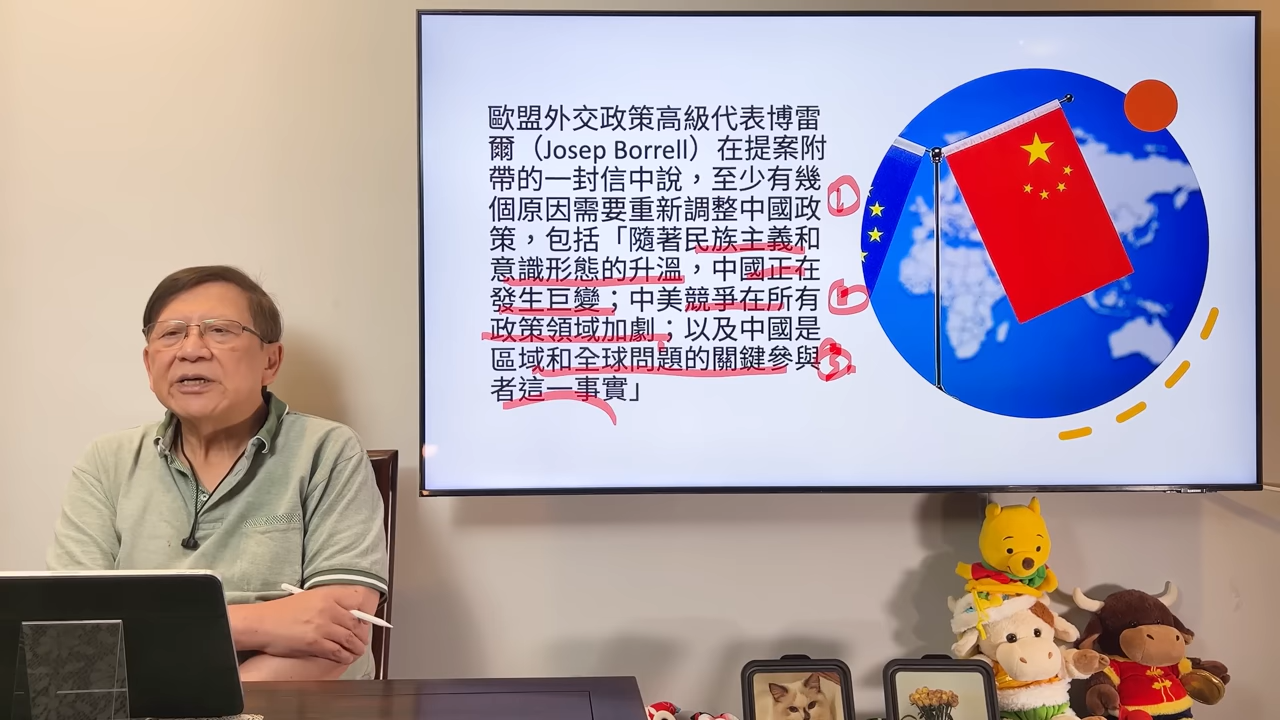 歐盟外交政策高級代表博雷
爾（Josep Borrell）在提案附
帶的一封信中說，至少有幾
個原因需要重新調整中國政
策，包括「隨著民族主義和
意識形態的升溫，中國正在
發生巨變；中美競爭在所有
政策領域加劇；以及中國是
區域和全球問題的關鍵參與
者這一事實」
1
2
3